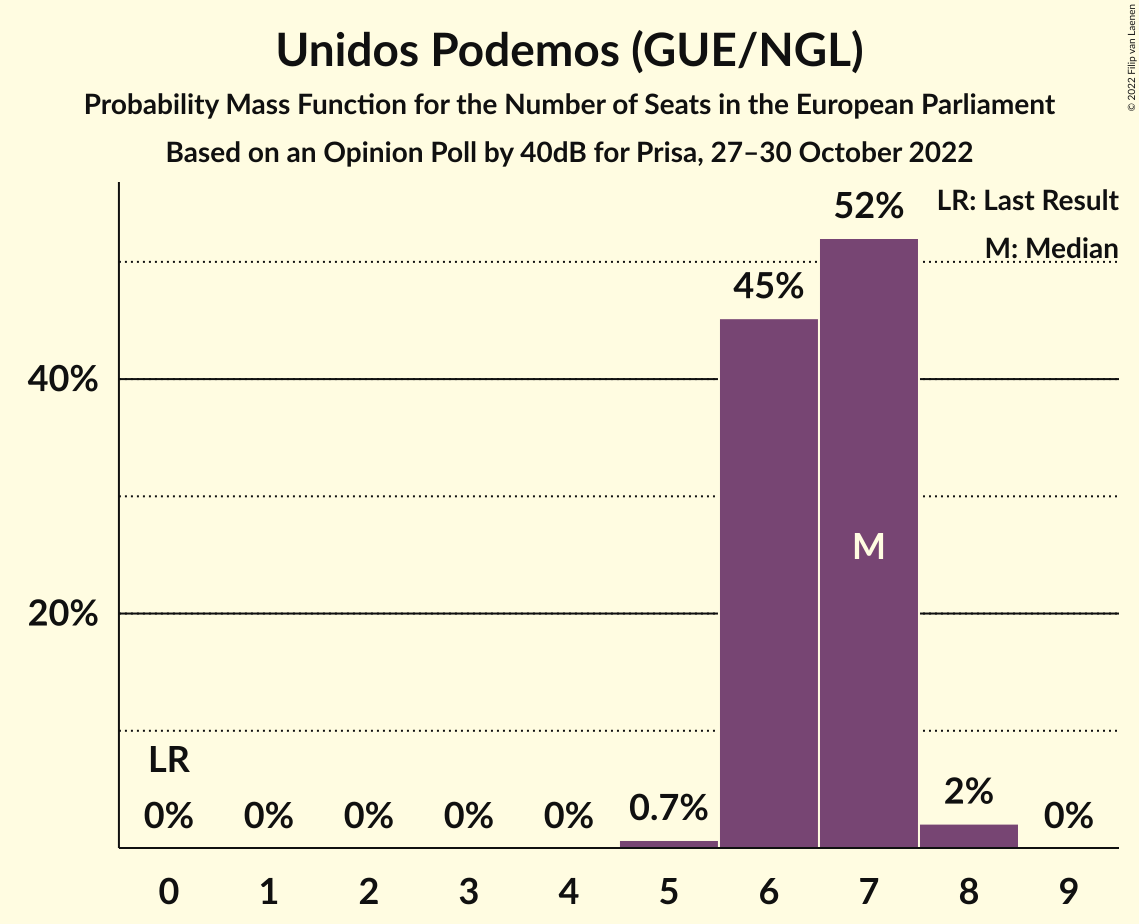 Unidos Podemos (GUE/NGL)
Probability Mass Function for the Number of Seats in the European Parliament
Based on an Opinion Poll by 40dB for Prisa, 27–30 October 2022
© 2022 Filip van Laenen
LR: Last Result
M: Median
52%
45%
40%
M
20%
LR
0% 0% 0% 0% 0% 0.7% 2% 0%
0 1 2 3 4 5 6 7 8 9